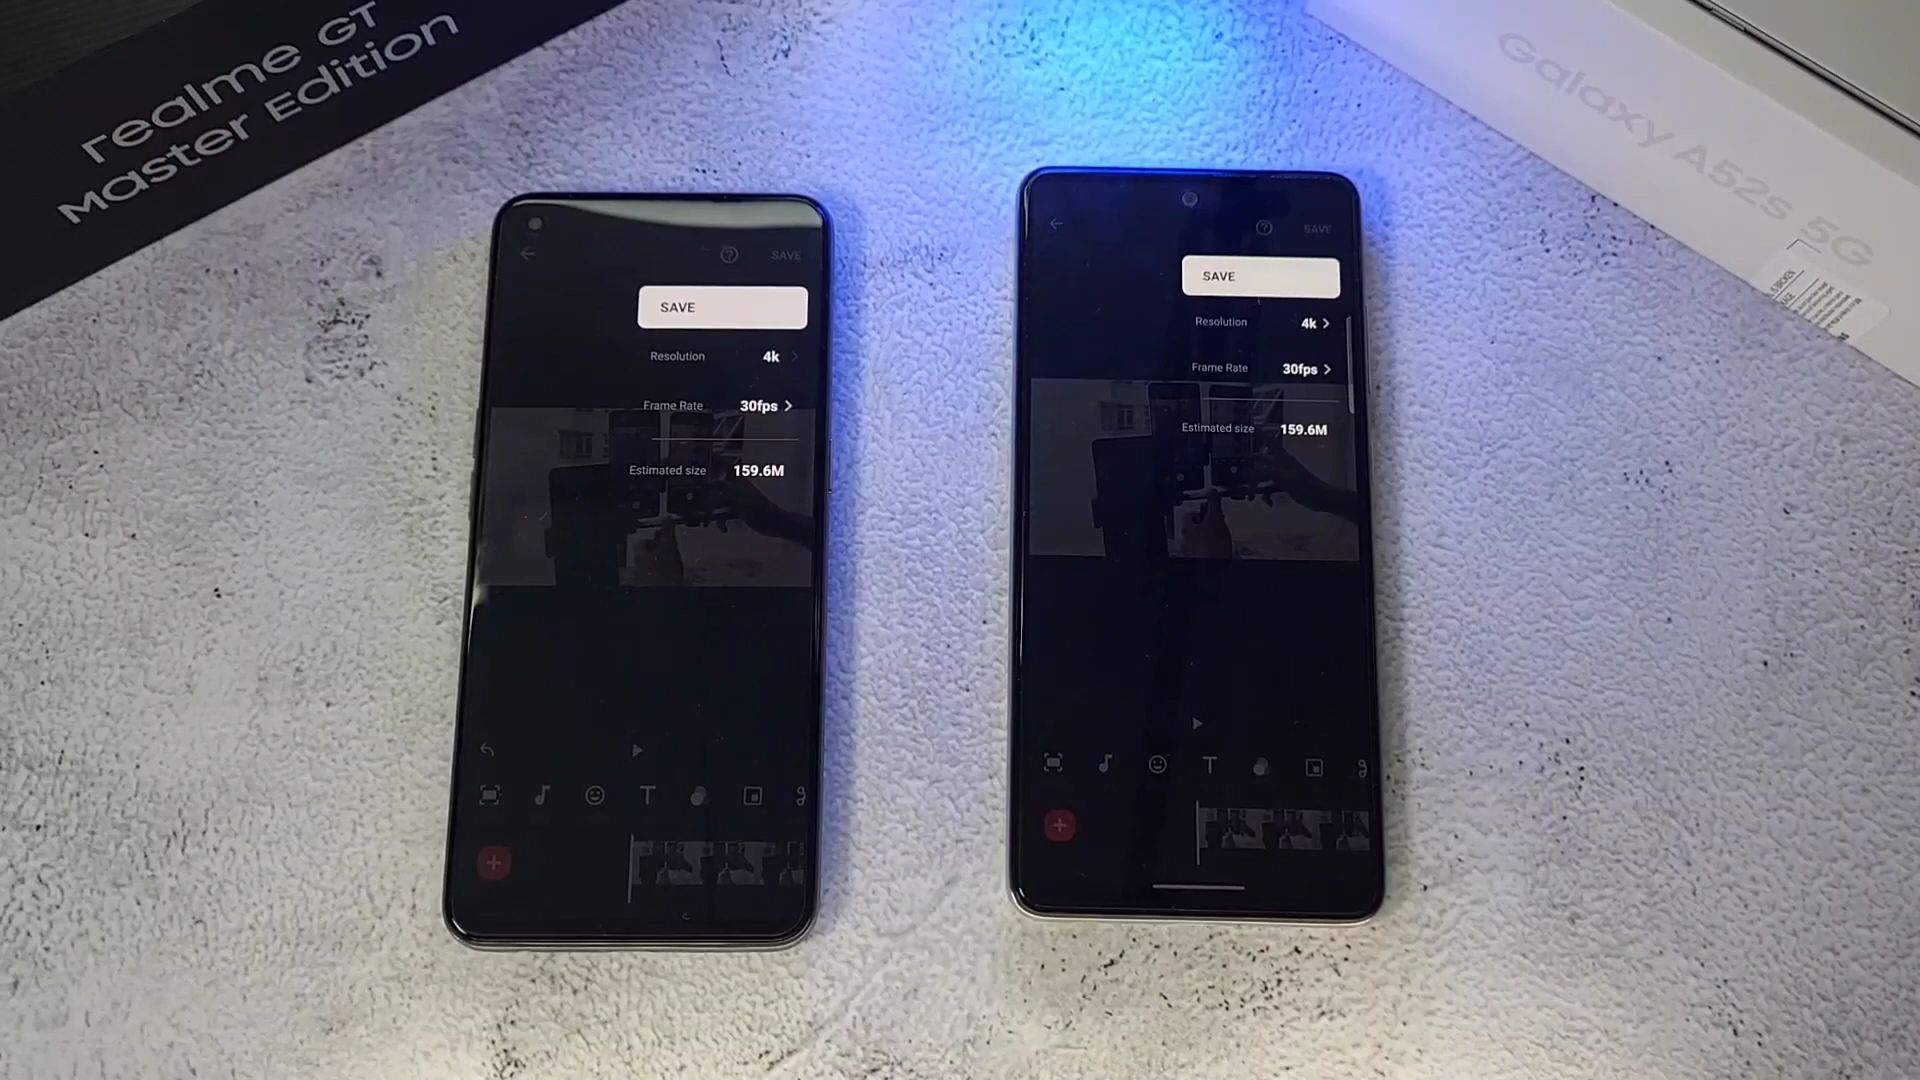 realme GT
Master Edition
Galaxy A52s 5G
SAVE
SAVE
Resolution 4k
Frame Rate 30fps
Estimated size 159.6M
SAVE
SAVE
Resolution 4k
Frame Rate 30fps
Estimated size 159.6M